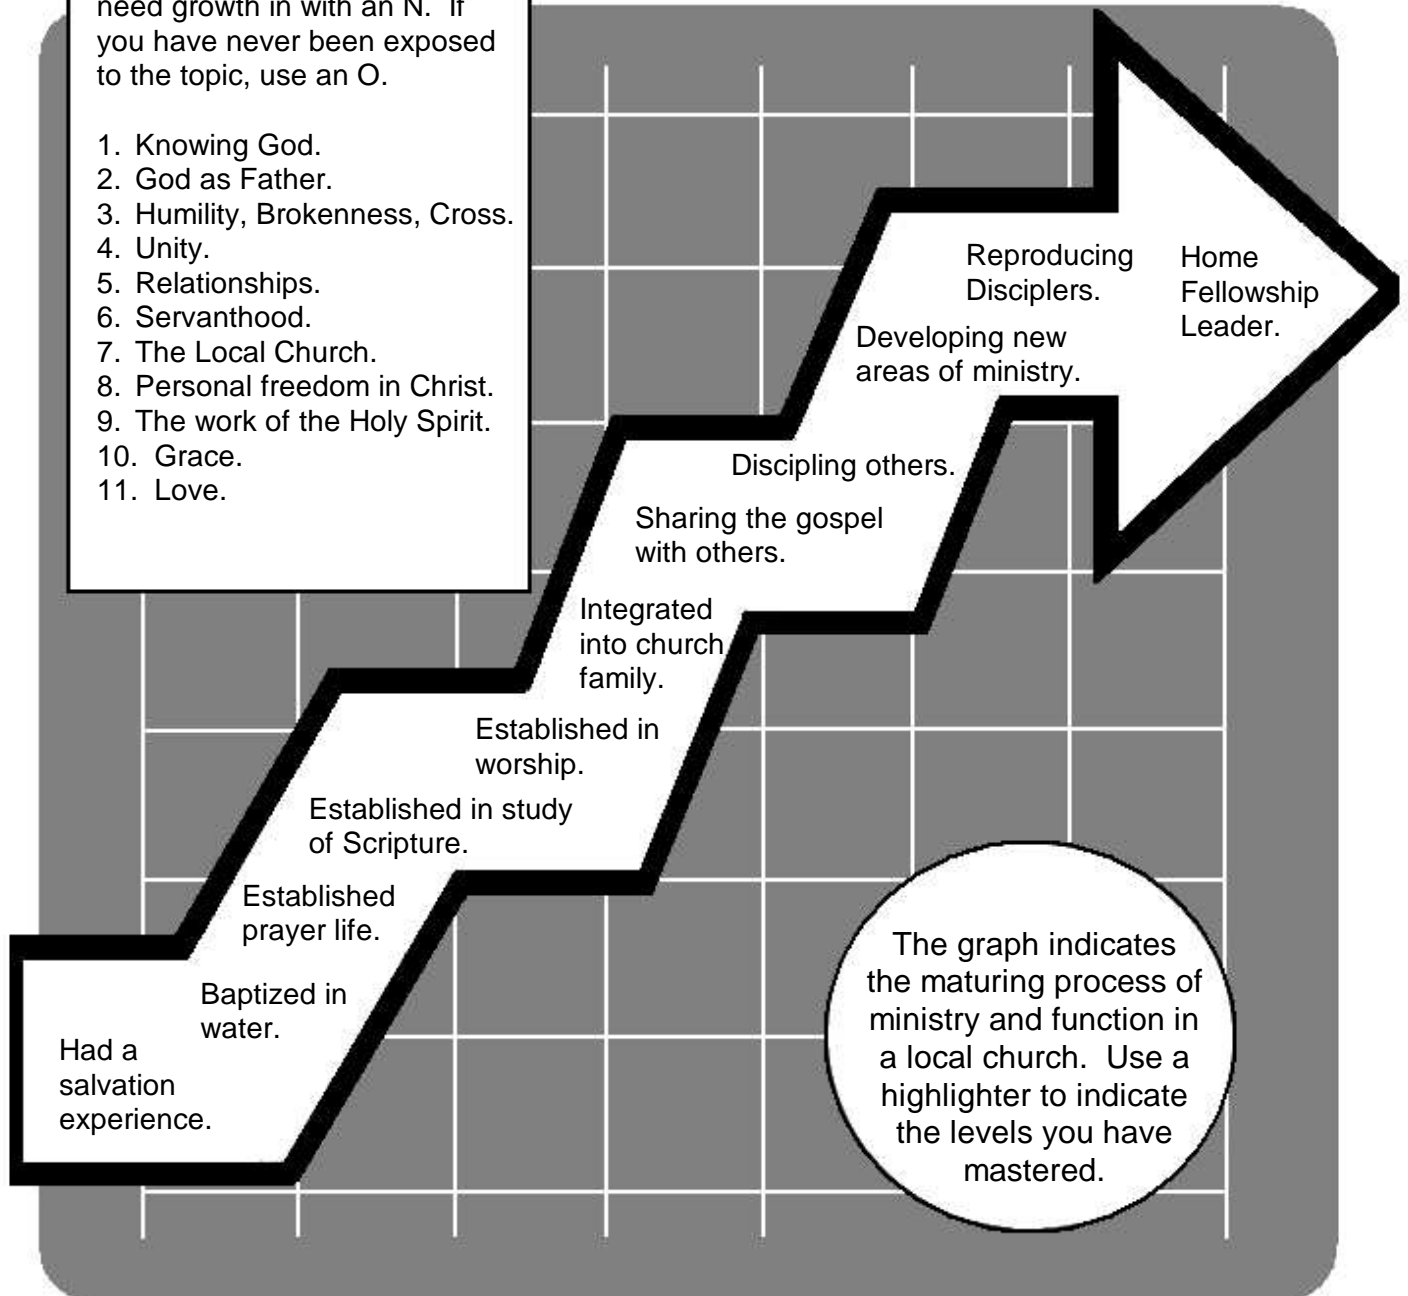 need growth in with an N.  If
you have never been exposed
to the topic, use an O.
1.  Knowing God.
2.  God as Father.
3.  Humility, Brokenness, Cross.
4.  Unity.
5.  Relationships.
6.  Servanthood.
7.  The Local Church.
8.  Personal freedom in Christ.
9.  The work of the Holy Spirit.
10.  Grace.
11.  Love.
Had a
salvation
experience.
Baptized in
water.
Established
prayer life.
Established in study
of Scripture.
Established in
worship.
Integrated
into church
family.
Sharing the gospel
with others.
Discipling others.
Developing new
areas of ministry.
Reproducing
Disciplers.
Home
Fellowship
Leader.
The graph indicates
the maturing process of
ministry and function in
a local church.  Use a
highlighter to indicate
the levels you have
mastered.